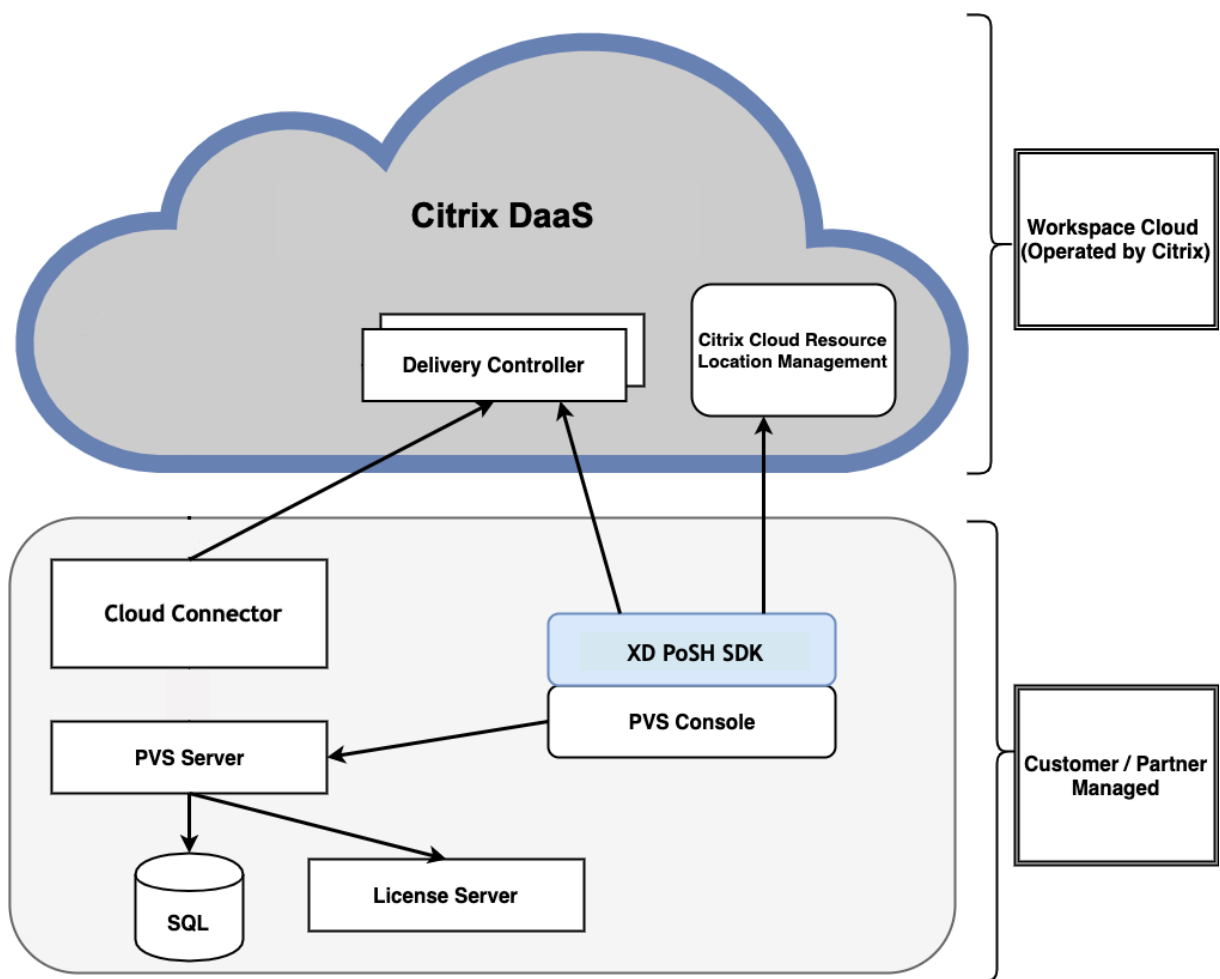 Citrix DaaS
Workspace Cloud
(Operated by Citrix)
Citrix Cloud Resource
Location Management
Delivery Controller
Cloud Connector
XD PoSH SDK
PVS Console
PVS Server
Customer / Partner
Managed
License Server
SQL